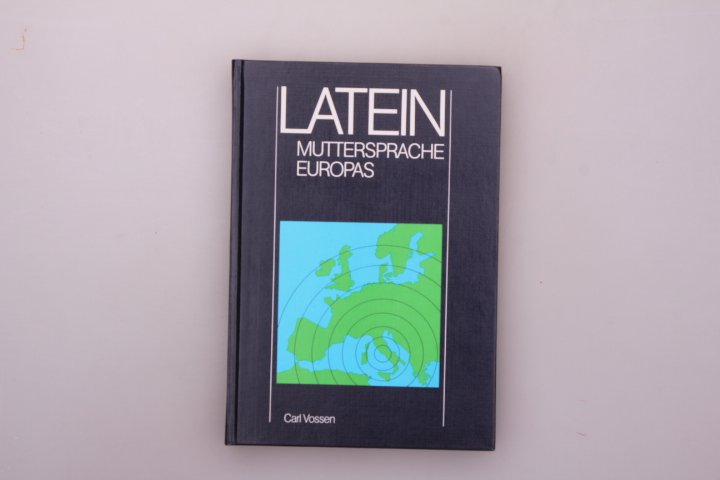 LATEIN
MUTTERSPRACHE
EUROPAS
Carl Vossen